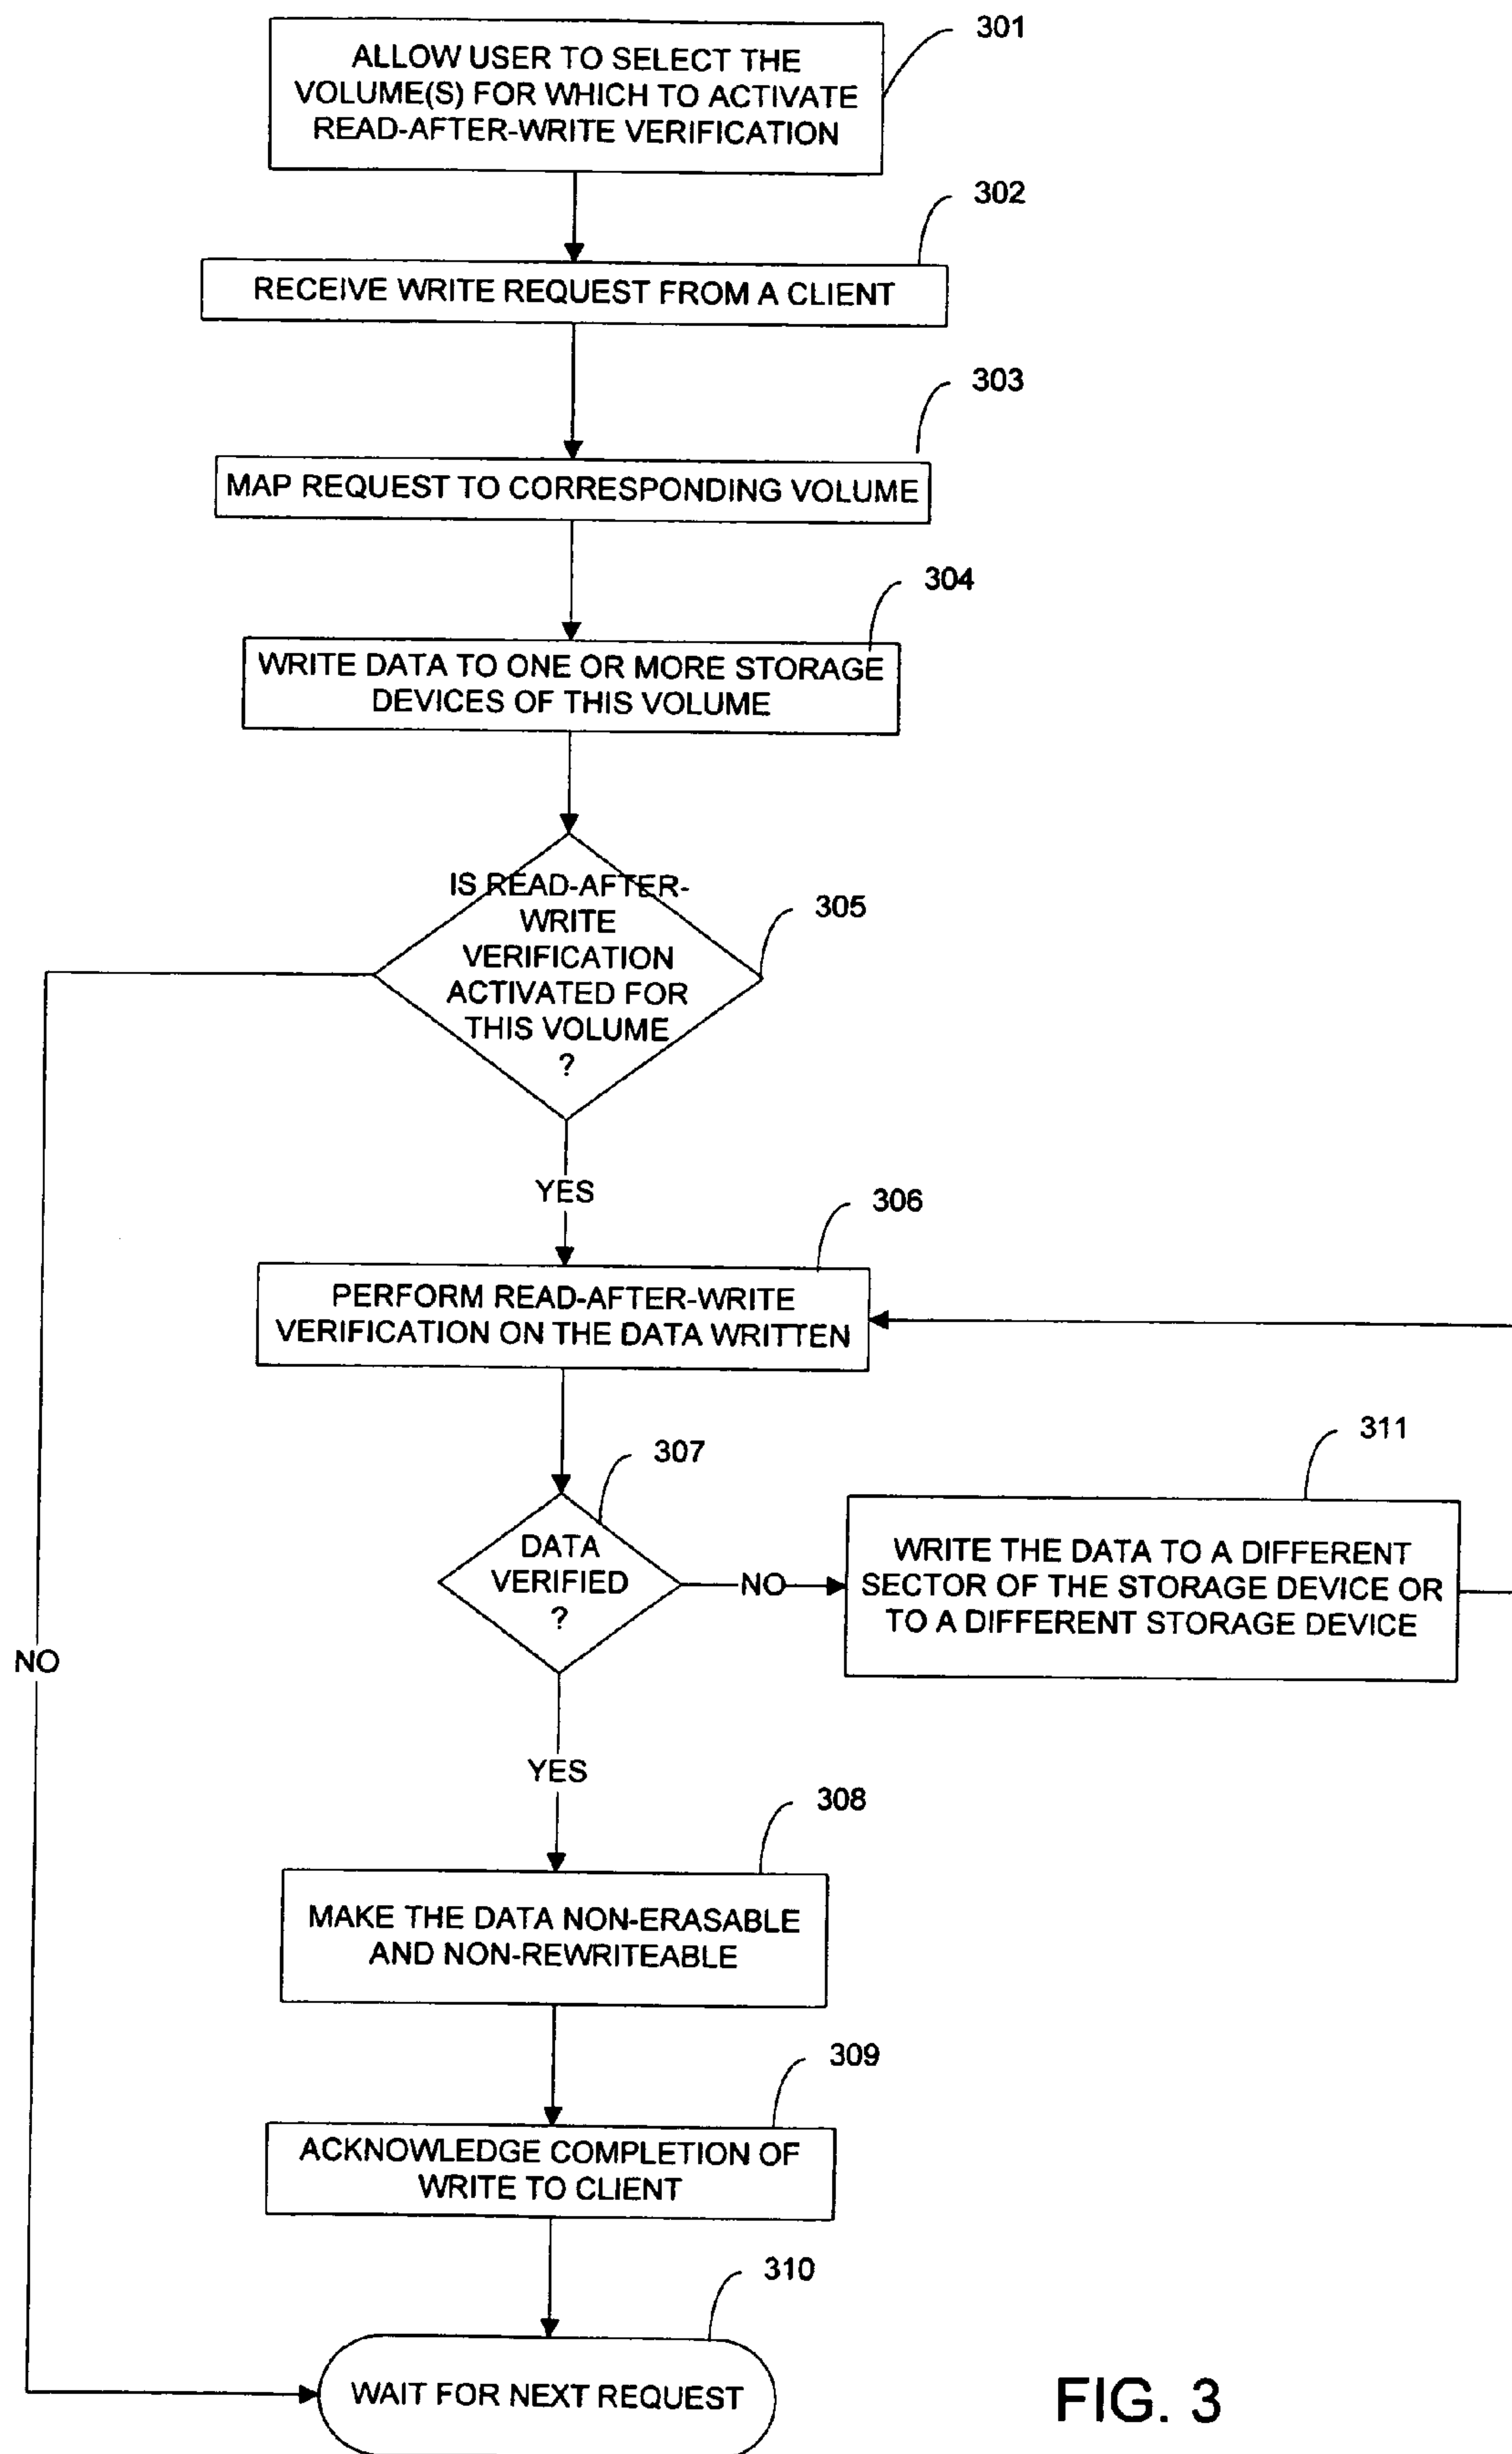 301
ALLOW USER TO SELECT THE
VOLUME(S) FOR WHICH TO ACTIVATE
READ-AFTER-WRITE VERIFICATION
302
RECEIVE WRITE REQUEST FROM A CLIENT
303
MAP REQUEST TO CORRESPONDING VOLUME
304
WRITE DATA TO ONE OR MORE STORAGE
DEVICES OF THIS VOLUME
305
IS READ-AFTER-
WRITE
VERIFICATION
ACTIVATED FOR
THIS VOLUME
?
YES
306
PERFORM READ-AFTER-WRITE
VERIFICATION ON THE DATA WRITTEN
307
DATA
VERIFIED
?
NO
311
WRITE THE DATA TO A DIFFERENT
SECTOR OF THE STORAGE DEVICE OR
TO A DIFFERENT STORAGE DEVICE
NO
YES
308
MAKE THE DATA NON-ERASABLE
AND NON-REWRITEABLE
309
ACKNOWLEDGE COMPLETION OF
WRITE TO CLIENT
310
WAIT FOR NEXT REQUEST
FIG. 3